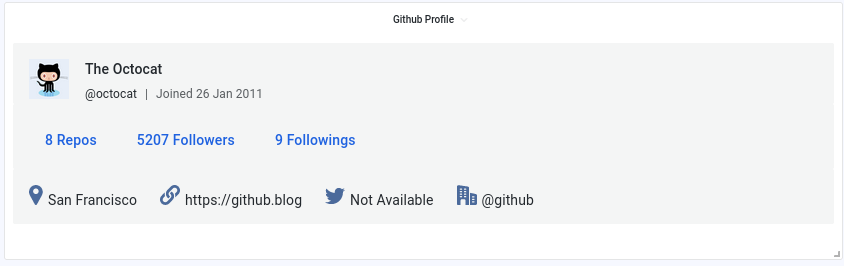 Github Profile
The Octocat
@octocat | Joined 26 Jan 2011
8 Repos 5207 Followers 9 Followings
San Francisco https://github.blog Not Available @github